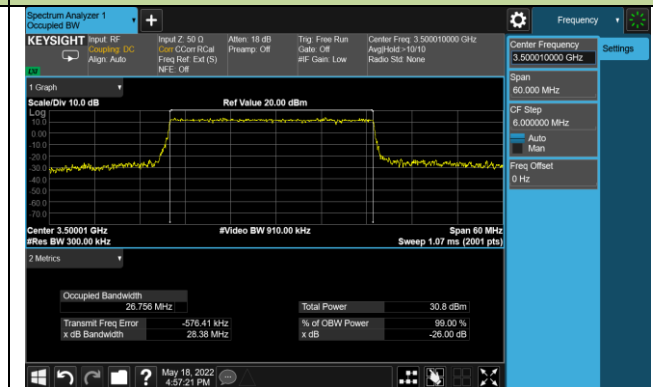 Spectrum Analyzer 1
Occupied BW
Frequency
KEYSIGHT
Input: RF
Coupling: DC
Align: Auto
Input Z: 50 Ω
Corr CCorr RCal
Freq Ref: Ext (S)
NFE: Off
Atten: 18 dB
Preamp: Off
Trig: Free Run
Gate: Off
#IF Gain: Low
Center Freq: 3.500010000 GHz
Avg|Hold:>10/10
Radio Std: None
LXI
Center Frequency
3.500010000 GHz
Settings
Span
60.000 MHz
CF Step
6.000000 MHz
Auto
Man
Freq Offset
0 Hz
1 Graph
Scale/Div 10.0 dB
Ref Value 20.00 dBm
Log
10.0
0.00
-10.0
-20.0
-30.0
-40.0
-50.0
-60.0
-70.0
Center 3.50001 GHz
#Video BW 910.00 kHz
Span 60 MHz
#Res BW 300.00 kHz
Sweep 1.07 ms (2001 pts)
2 Metrics
Occupied Bandwidth
26.756 MHz
Total Power 30.8 dBm
Transmit Freq Error -576.41 kHz
% of OBW Power 99.00 %
x dB Bandwidth 28.38 MHz
x dB -26.00 dB
?
May 18, 2022
4:57:21 PM